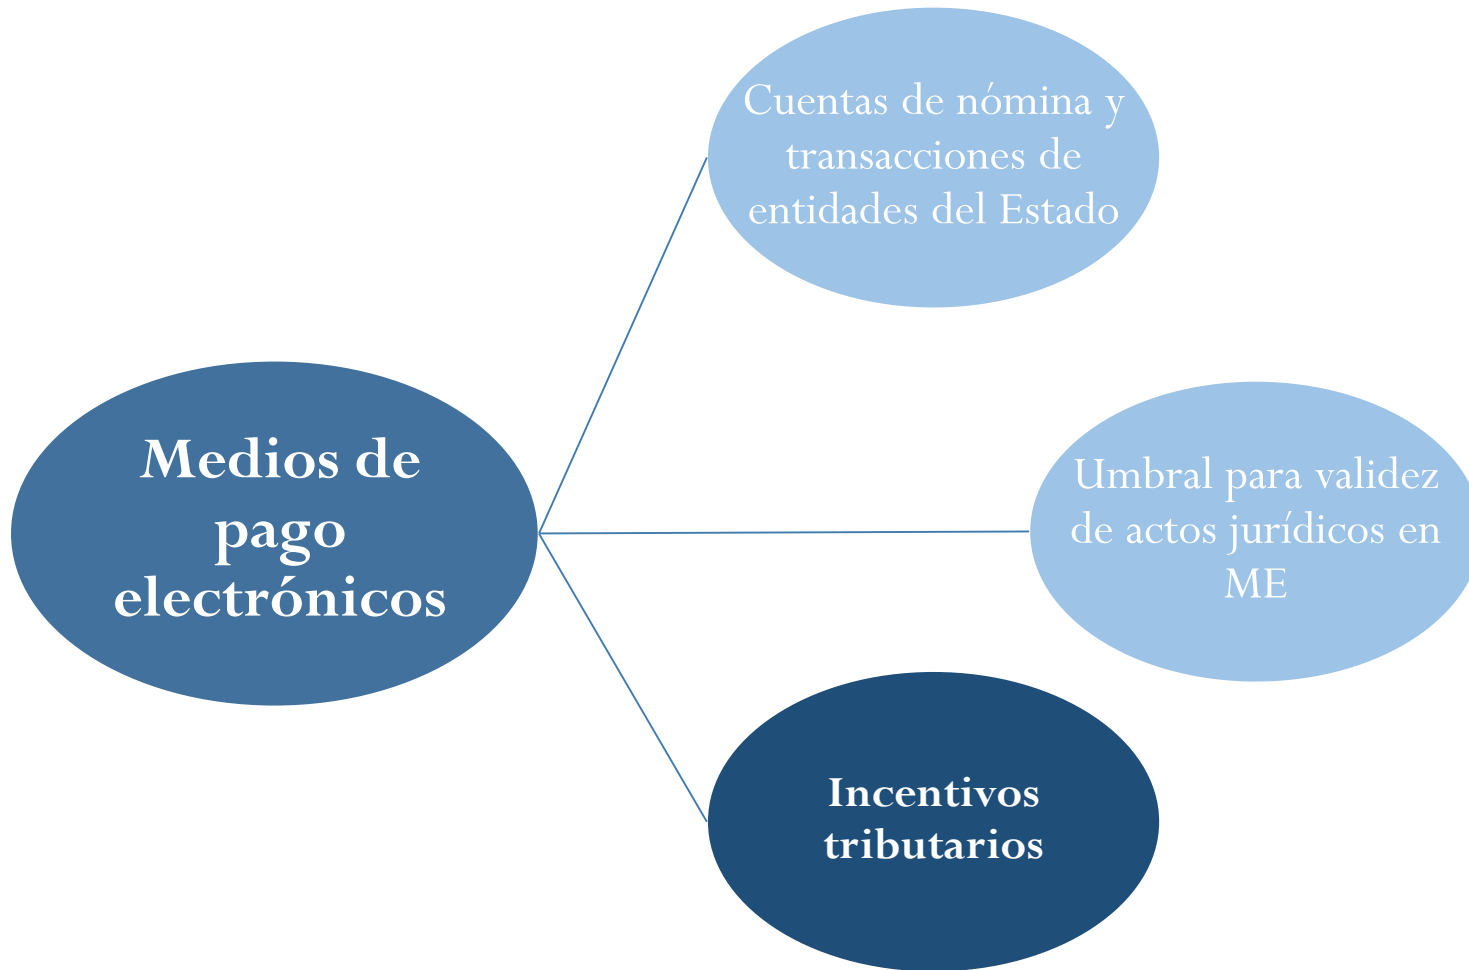 Cuentas de nómina y
transacciones de
entidades del Estado
Medios de
pago
electrónicos
Umbral para validez
de actos jurídicos en
ME
Incentivos
tributarios